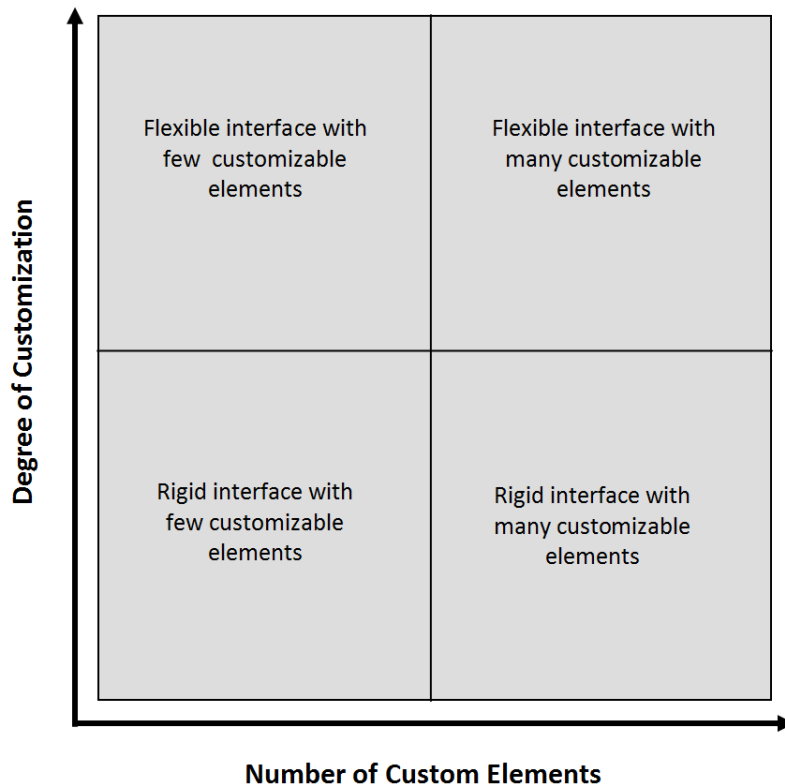 Degree of Customization
Flexible interface with
few  customizable
elements
Flexible interface with
many customizable
elements
Rigid interface with
few customizable
elements
Rigid interface with
many customizable
elements
Number of Custom Elements